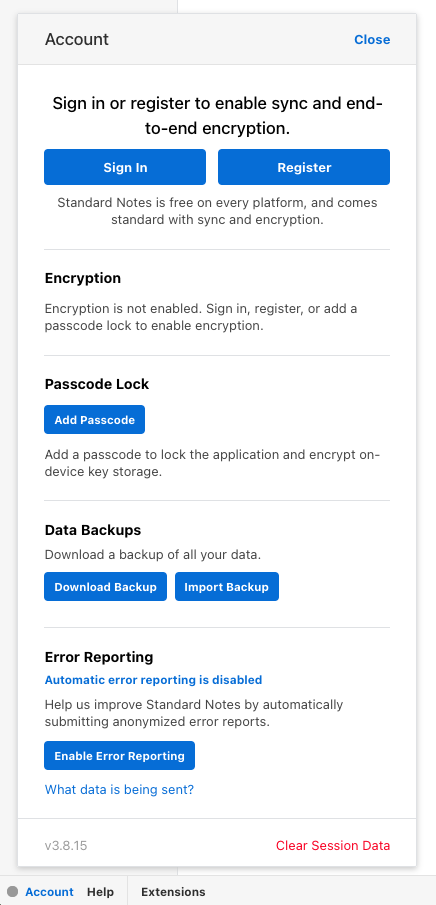 Account
Close
Sign in or register to enable sync and end-
to-end encryption.
Sign In
Register
Standard Notes is free on every platform, and comes
standard with sync and encryption.
Encryption
Encryption is not enabled. Sign in, register, or add a
passcode lock to enable encryption.
Passcode Lock
Add Passcode
Add a passcode to lock the application and encrypt on-
device key storage.
Data Backups
Download a backup of all your data.
Download Backup
Import Backup
Error Reporting
Automatic error reporting is disabled
Help us improve Standard Notes by automatically
submitting anonymized error reports.
Enable Error Reporting
What data is being sent?
v3.8.15
Clear Session Data
Account
Help
Extensions